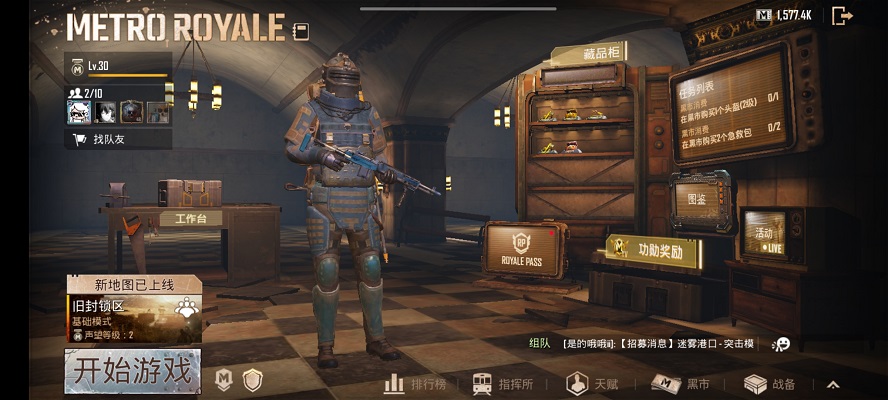 METRO ROYALE
1,577.4K
Lv.30
2/10
找队友
藏品柜
任务列表
黑市消费
在黑市购买1个头盔(2级) 0/1
黑市消费
在黑市购买2个急救包 0/2
图鉴
工作台
RP
ROYALE PASS
功勋奖励
活动
LIVE
新地图已上线
旧封锁区
基础模式
声望等级：2
开始游戏
组队 [是的哦哦ii]:【招募消息】迷雾港口 - 突击模
排行榜
指挥所
天赋
黑市
战备